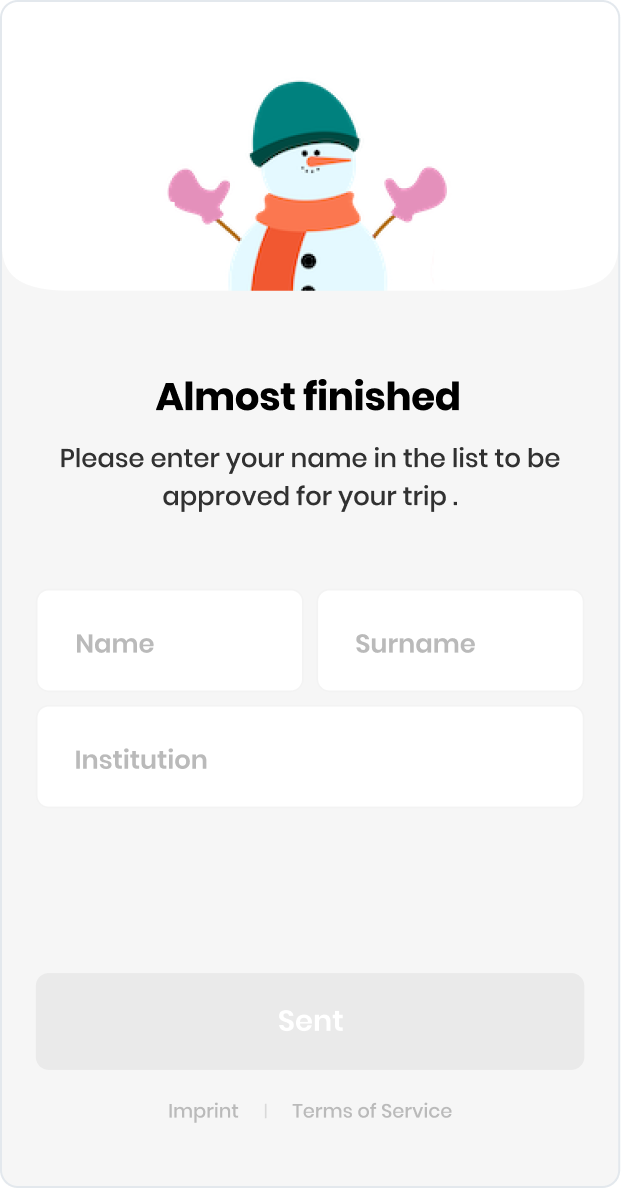 Almost finished
Please enter your name in the list to be
approved for your trip .
Name
Surname
Institution
Sent
Imprint | Terms of Service